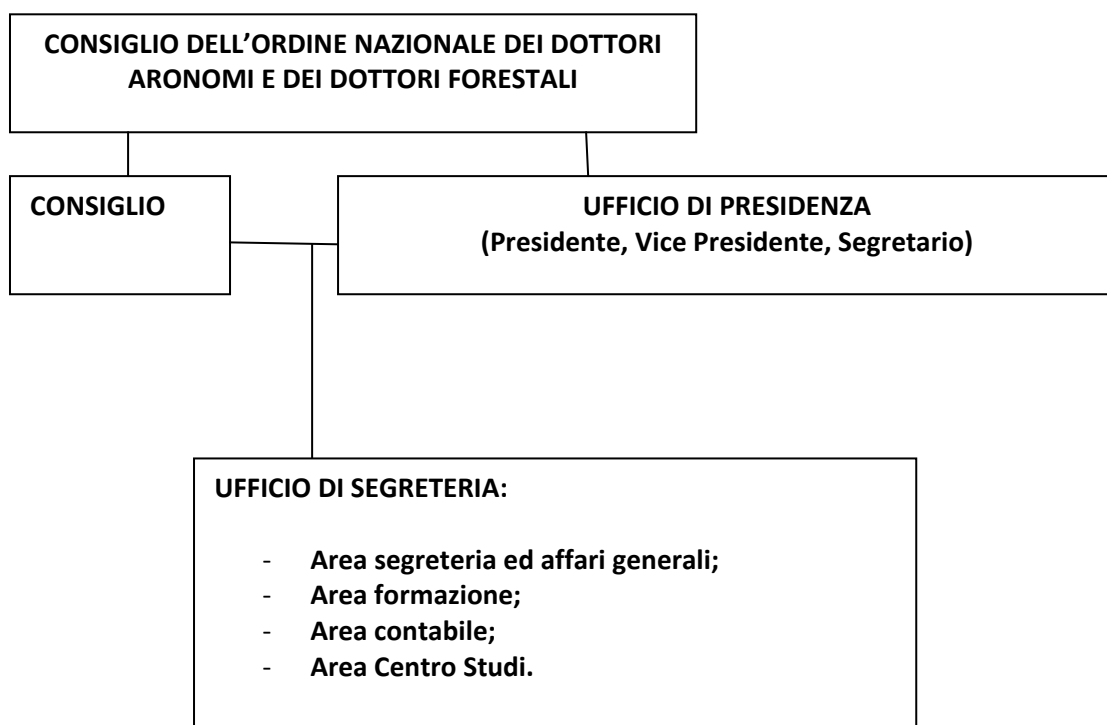 CONSIGLIO DELL’ORDINE NAZIONALE DEI DOTTORI
ARONOMI E DEI DOTTORI FORESTALI
CONSIGLIO
UFFICIO DI PRESIDENZA
(Presidente, Vice Presidente, Segretario)
UFFICIO DI SEGRETERIA:
- Area segreteria ed affari generali;
- Area formazione;
- Area contabile;
- Area Centro Studi.